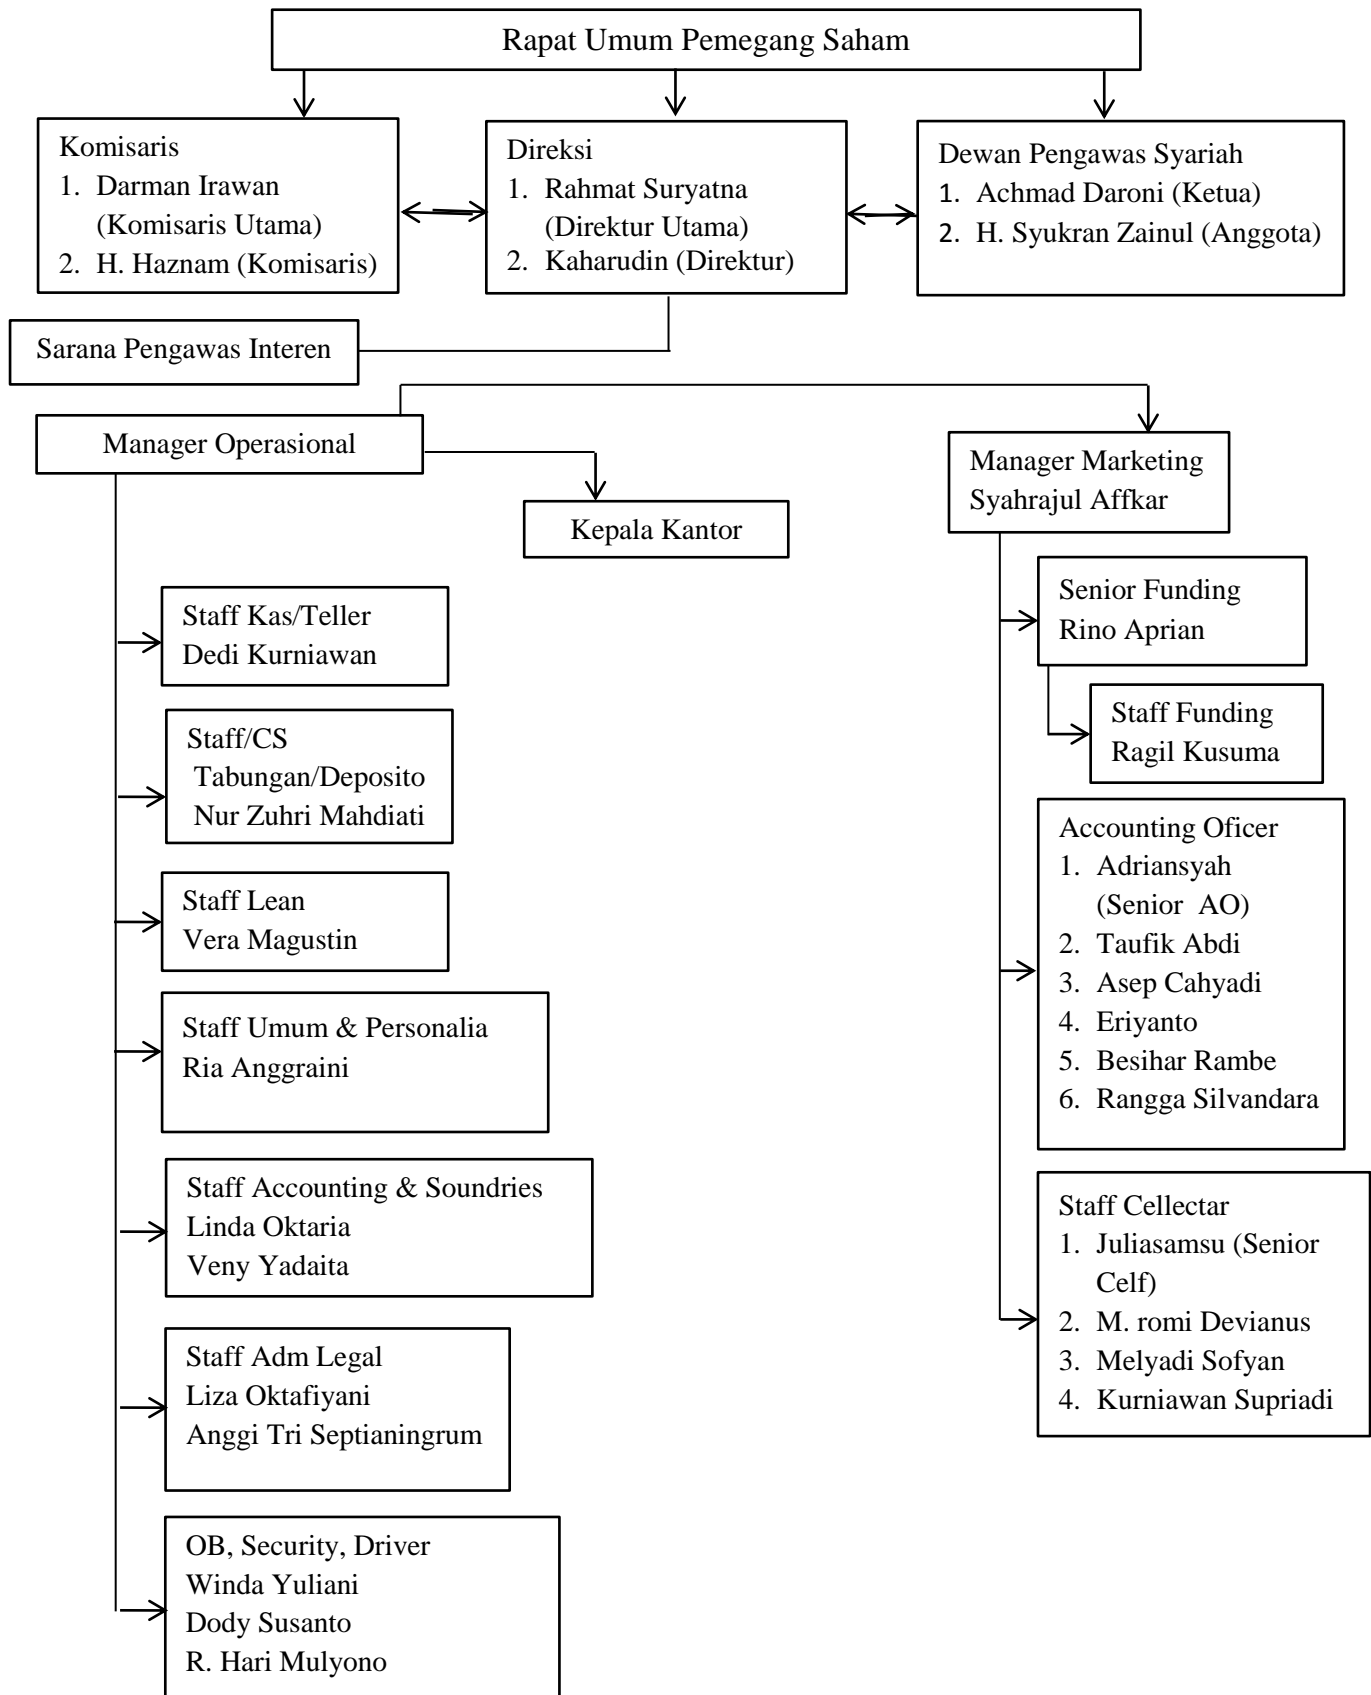 Rapat Umum Pemegang Saham
Komisaris
1. Darman Irawan
(Komisaris Utama)
2. H. Haznam (Komisaris)
Direksi
1. Rahmat Suryatna
(Direktur Utama)
2. Kaharudin (Direktur)
Dewan Pengawas Syariah
1. Achmad Daroni (Ketua)
2. H. Syukran Zainul (Anggota)
Sarana Pengawas Interen
Manager Operasional
Kepala Kantor
Manager Marketing
Syahrajul Affkar
Staff Kas/Teller
Dedi Kurniawan
Staff/CS
Tabungan/Deposito
Nur Zuhri Mahdiati
Staff Lean
Vera Magustin
Staff Umum & Personalia
Ria Anggraini
Staff Accounting & Soundries
Linda Oktaria
Veny Yadaita
Staff Adm Legal
Liza Oktafiyani
Anggi Tri Septianingrum
OB, Security, Driver
Winda Yuliani
Dody Susanto
R. Hari Mulyono
Senior Funding
Rino Aprian
Staff Funding
Ragil Kusuma
Accounting Oficer
1. Adriansyah
(Senior AO)
2. Taufik Abdi
3. Asep Cahyadi
4. Eriyanto
5. Besihar Rambe
6. Rangga Silvandara
Staff Cellectar
1. Juliasamsu (Senior
Celf)
2. M. romi Devianus
3. Melyadi Sofyan
4. Kurniawan Supriadi